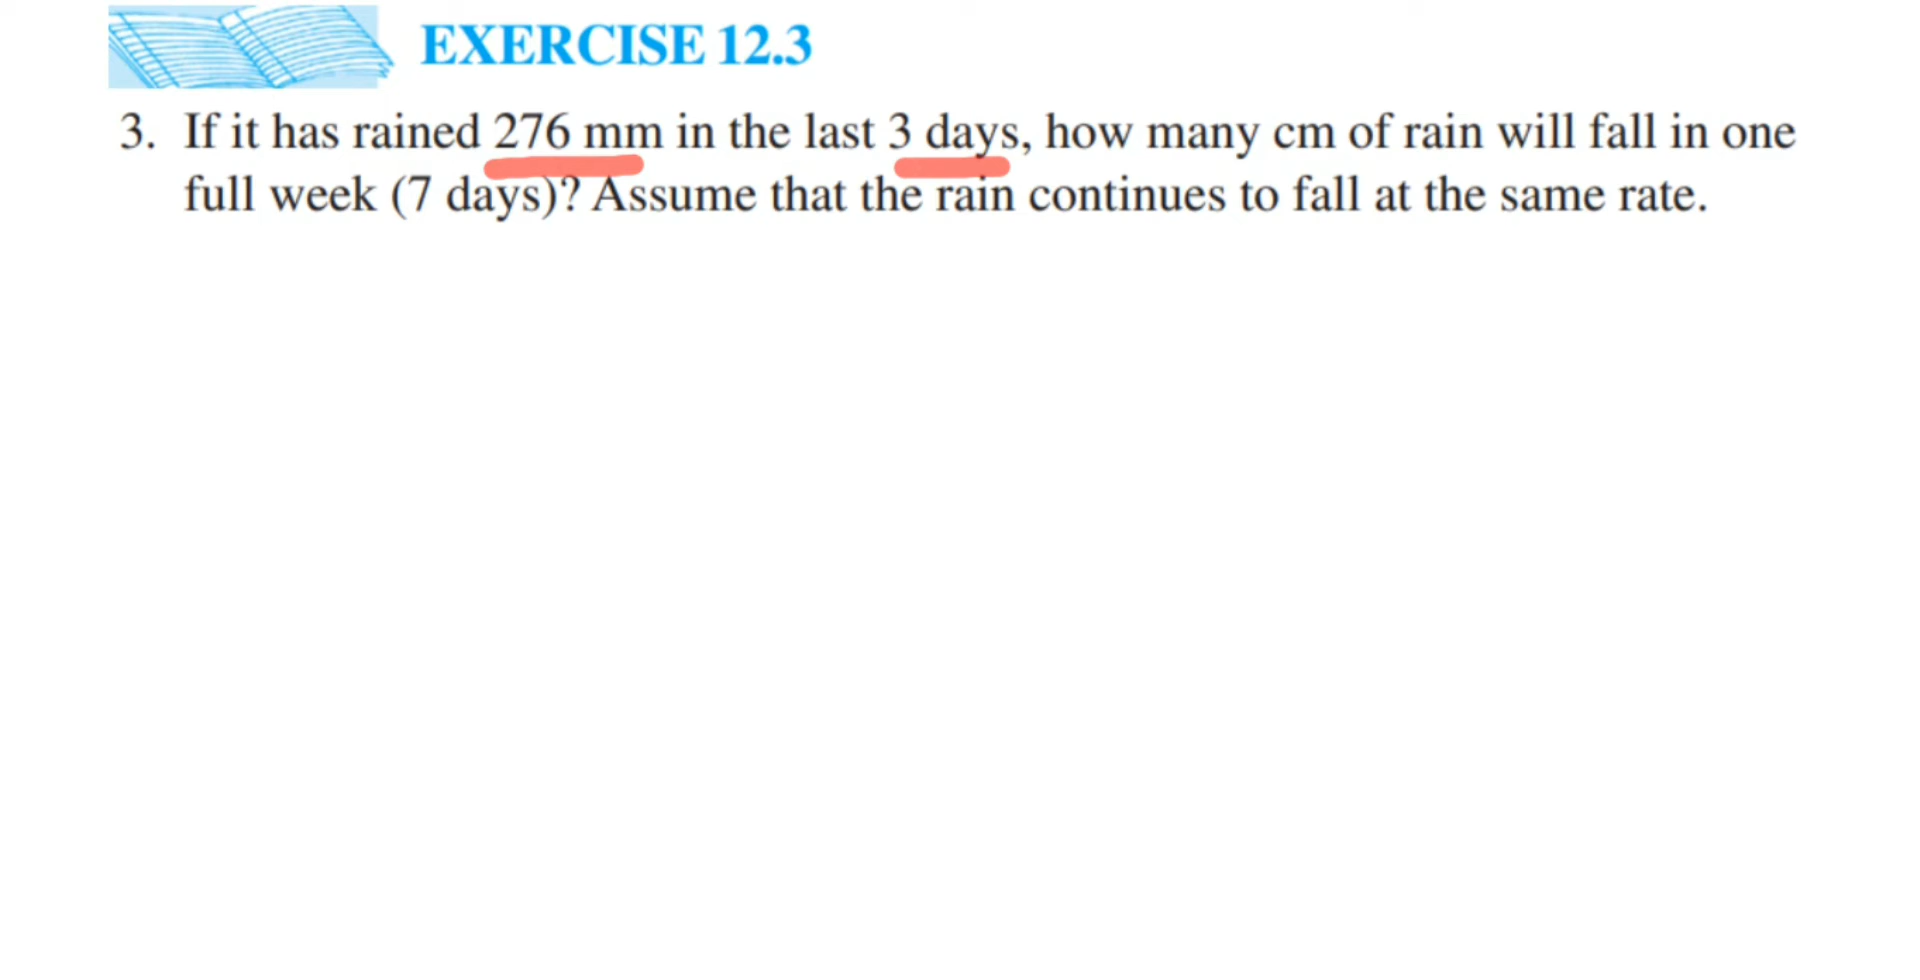 EXERCISE 12.3
3. If it has rained 276 mm in the last 3 days, how many cm of rain will fall in one
full week (7 days)? Assume that the rain continues to fall at the same rate.